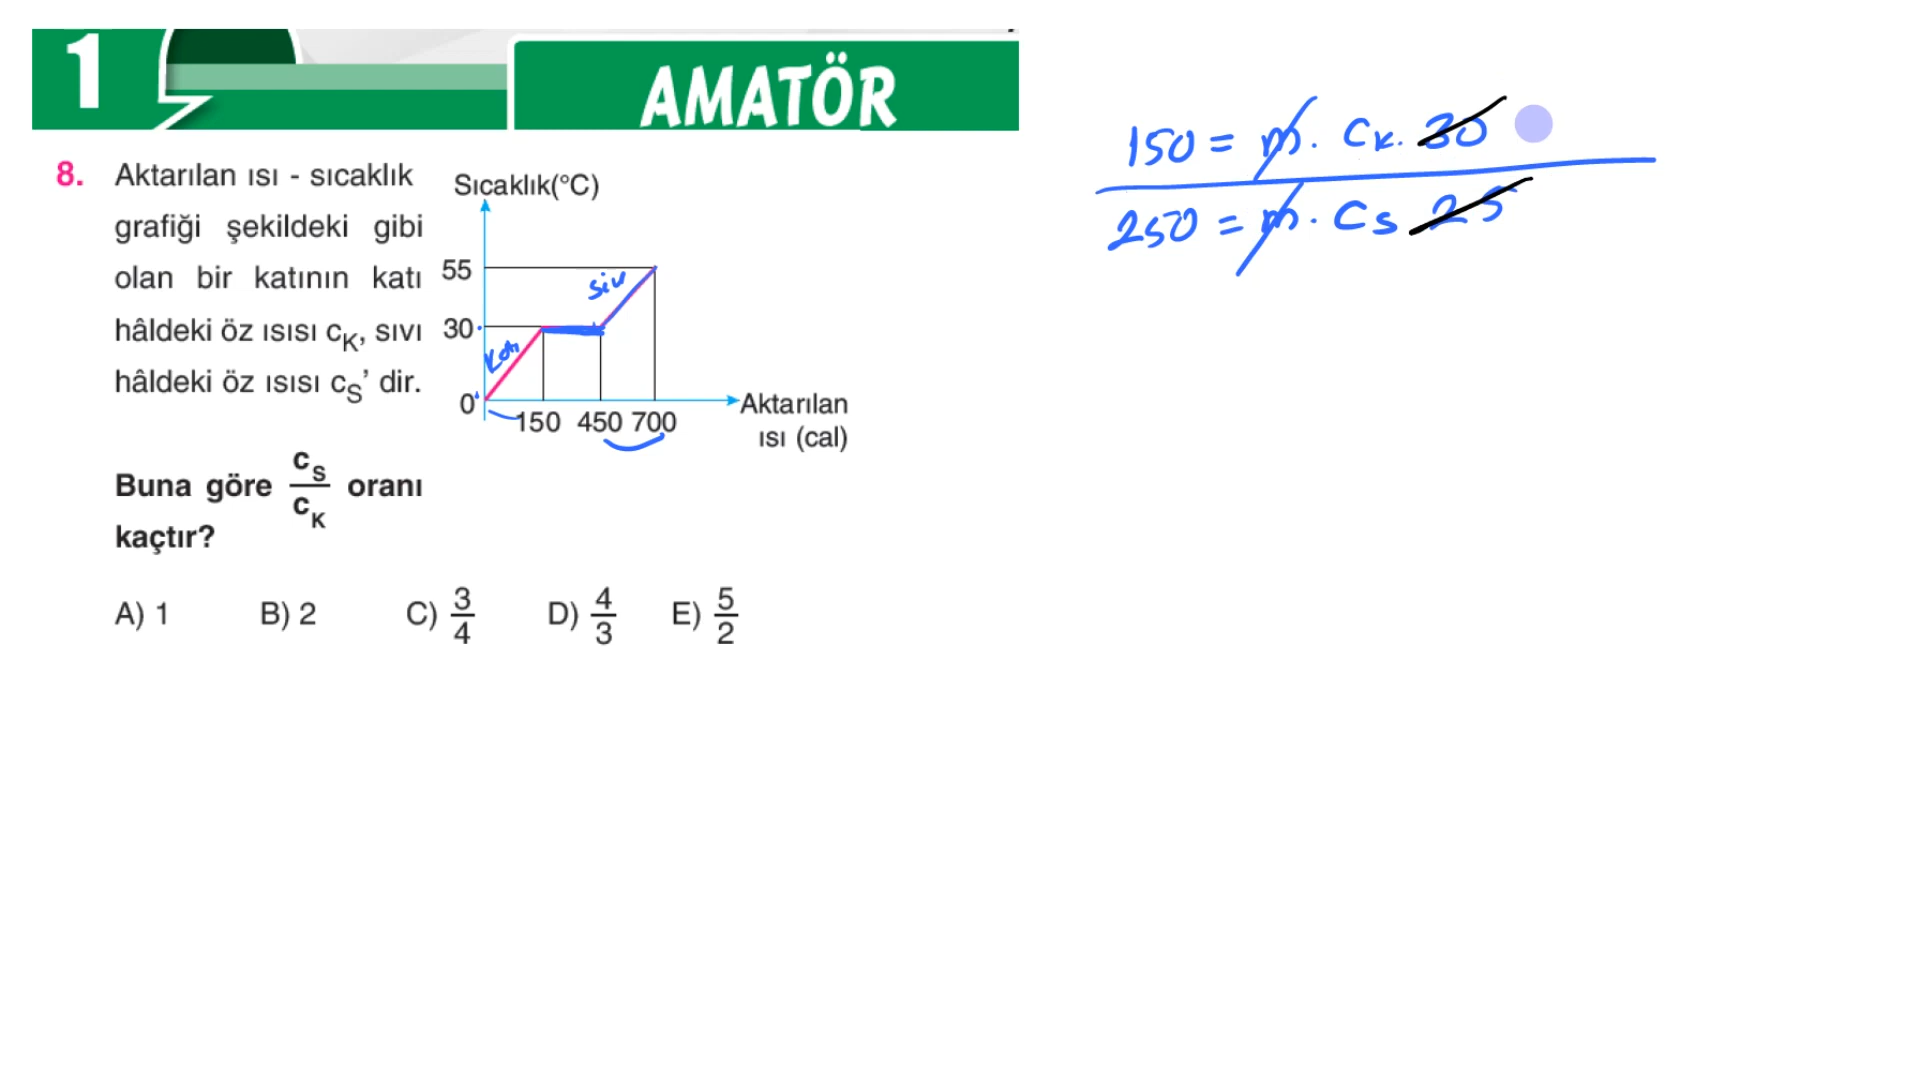 1
AMATÖR
8. Aktarılan ısı - sıcaklık
grafiği şekildeki gibi
olan bir katının katı
hâldeki öz ısısı cK, sıvı
hâldeki öz ısısı cS' dir.
Sıcaklık(°C)
55
sıvı
30
katı
0
150 450 700
Aktarılan
ısı (cal)
Buna göre cS/cK oranı
kaçtır?
A) 1 B) 2 C) 3/4 D) 4/3 E) 5/2
150 = m. CK. 30
250 = m. CS 25